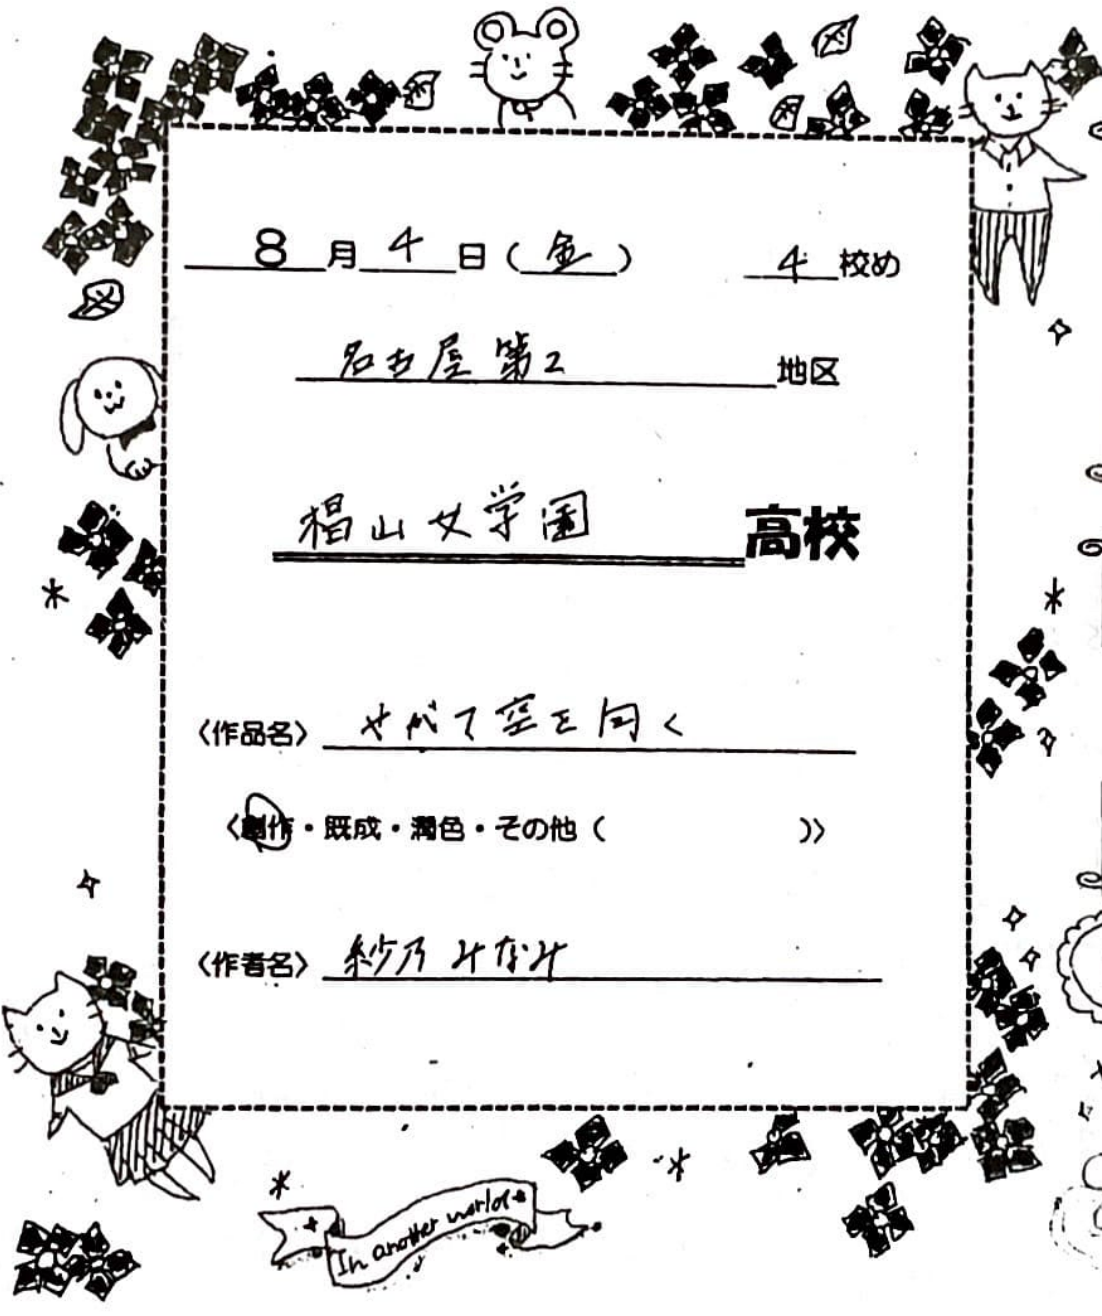 8月4日(金) 4校め
名古屋第2地区
椙山女学園高校
〈作品名〉やがて空を向く
〈創作・既成・潤色・その他( )〉
〈作者名〉紗乃みなみ
In another world